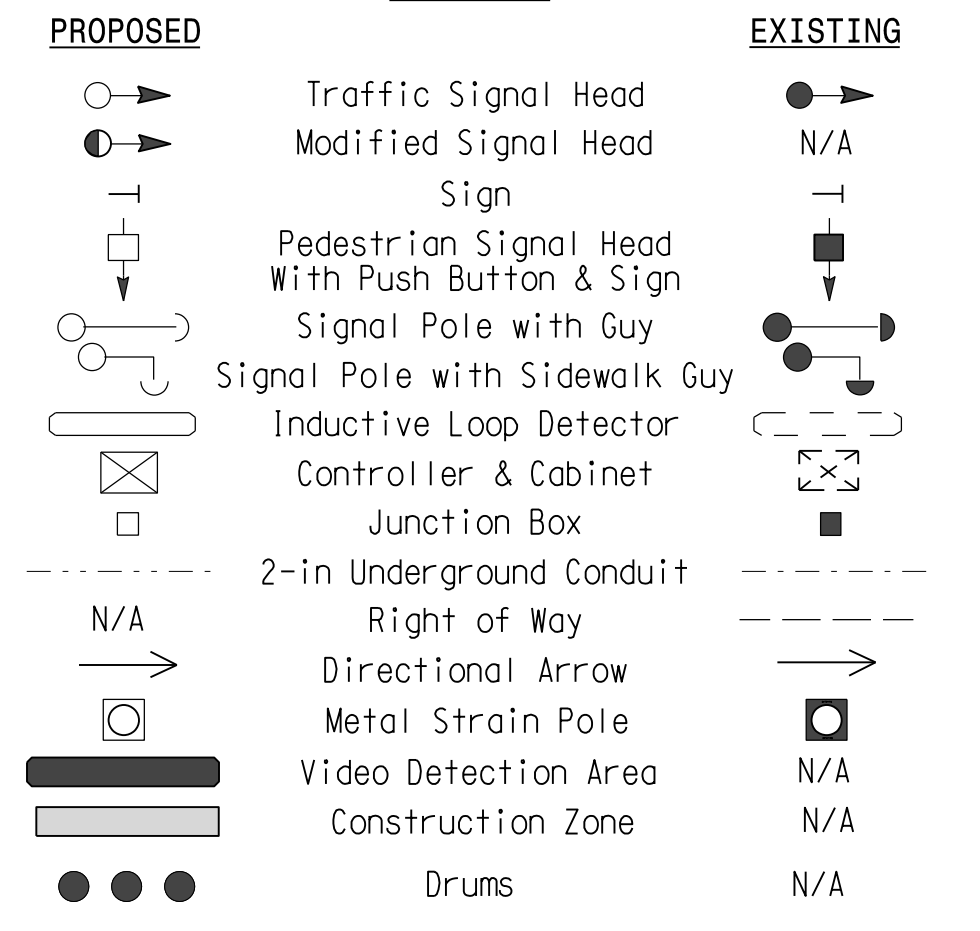 PROPOSED EXISTING
Traffic Signal Head
Modified Signal Head N/A
Sign
Pedestrian Signal Head
With Push Button & Sign
Signal Pole with Guy
Signal Pole with Sidewalk Guy
Inductive Loop Detector
Controller & Cabinet
Junction Box
2-in Underground Conduit
N/A Right of Way
Directional Arrow
Metal Strain Pole
Video Detection Area N/A
Construction Zone N/A
Drums N/A